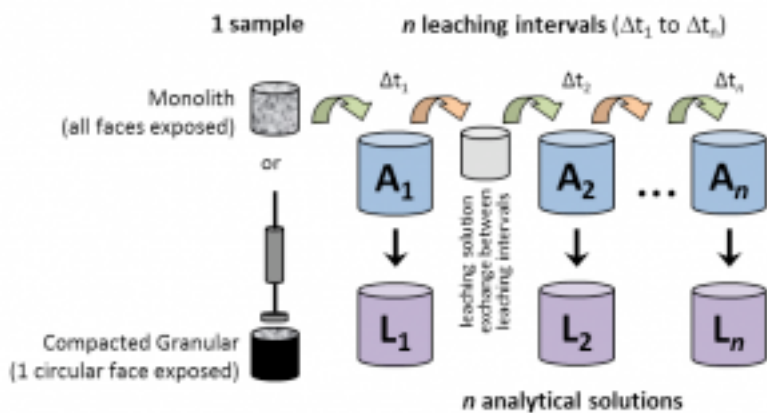 1 sample
n leaching intervals (Δt1 to Δtn)
Monolith
(all faces exposed)
or
Compacted Granular
(1 circular face exposed)
Δt1
Δt2
Δtn
A1
A2
...
An
leaching solution
exchange between
leaching intervals
L1
L2
Ln
n analytical solutions